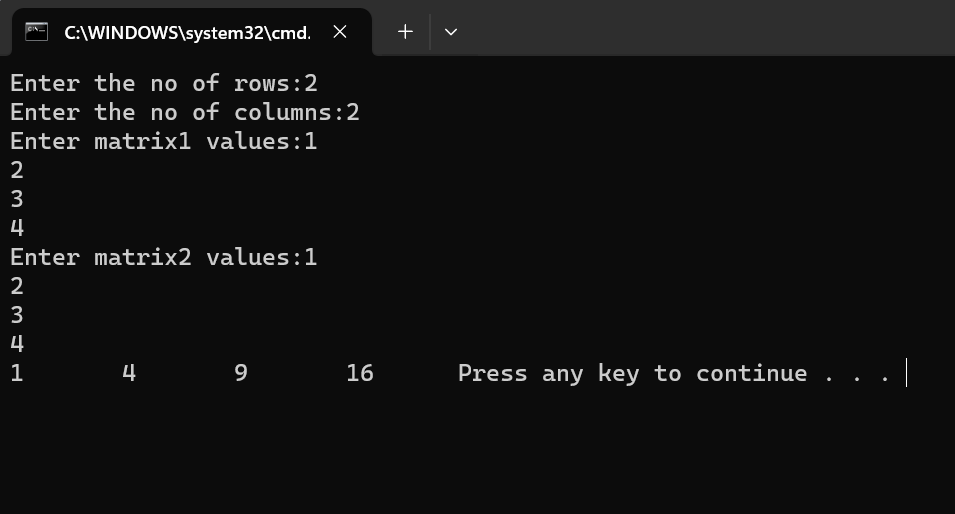 C:\WINDOWS\system32\cmd.
Enter the no of rows:2
Enter the no of columns:2
Enter matrix1 values:1
2
3
4
Enter matrix2 values:1
2
3
4
1       4       9       16      Press any key to continue . . .